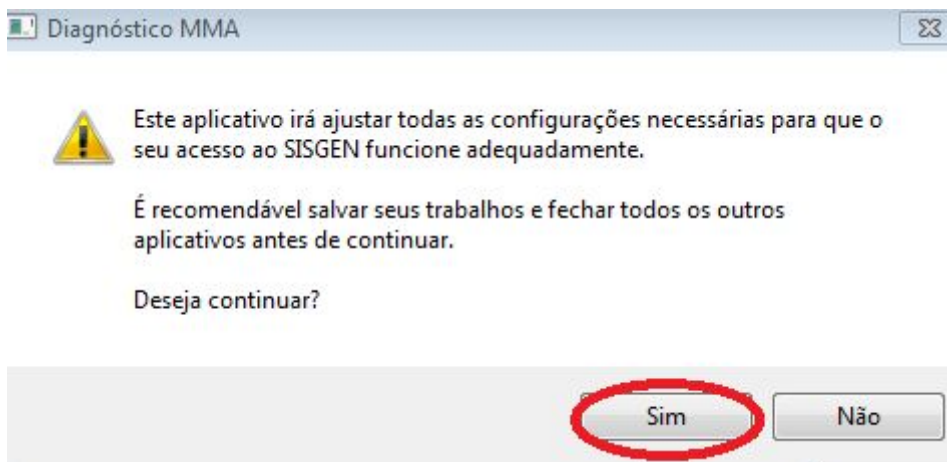 Diagnóstico MMA
Este aplicativo irá ajustar todas as configurações necessárias para que o
seu acesso ao SISGEN funcione adequadamente.
É recomendável salvar seus trabalhos e fechar todos os outros
aplicativos antes de continuar.
Deseja continuar?
Sim
Não